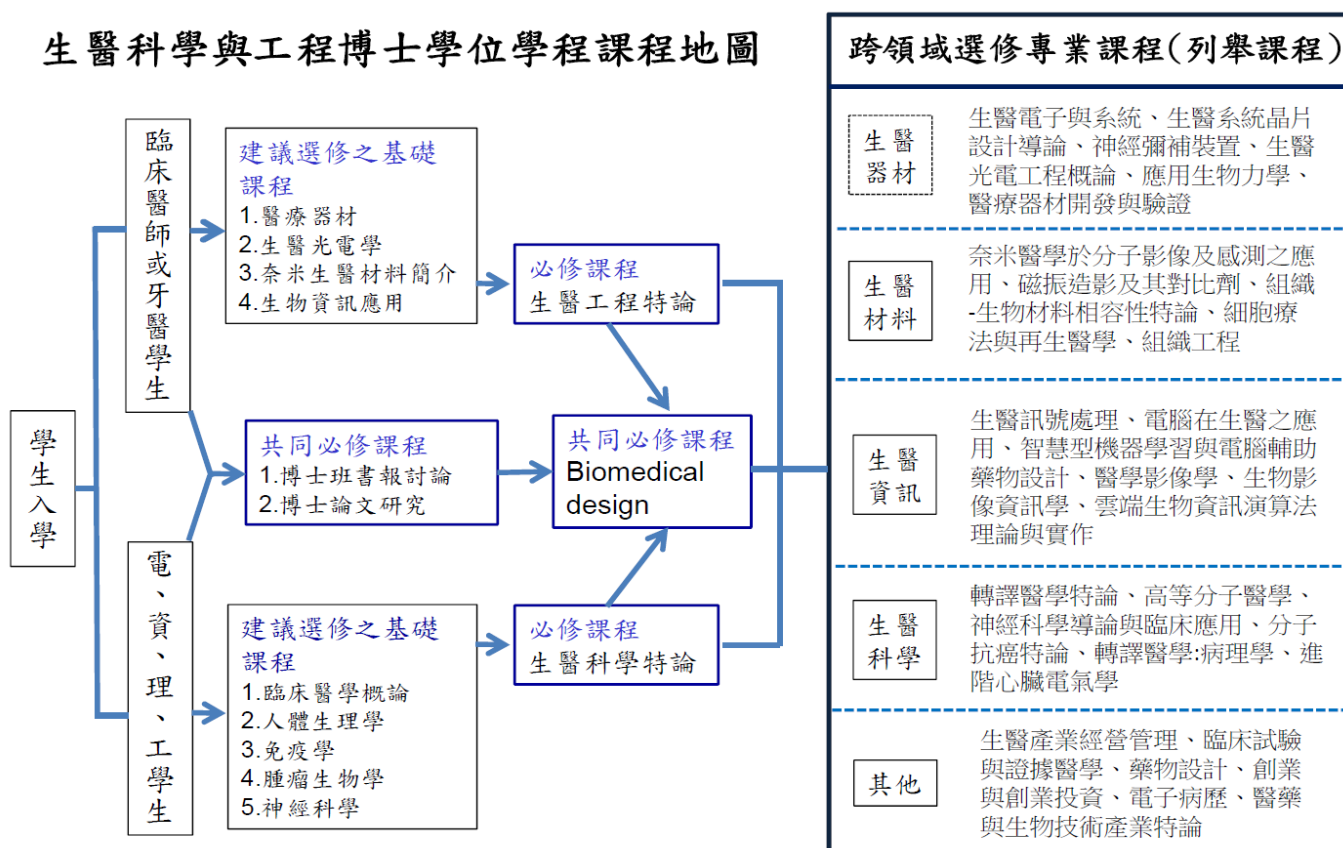 生醫科學與工程博士學位學程課程地圖
學生入學
臨床醫師或牙醫學生
建議選修之基礎
課程
1.醫療器材
2.生醫光電學
3.奈米生醫材料簡介
4.生物資訊應用
必修課程
生醫工程特論
共同必修課程
1.博士班書報討論
2.博士論文研究
共同必修課程
Biomedical
design
電、資、理、工學生
建議選修之基礎
課程
1.臨床醫學概論
2.人體生理學
3.免疫學
4.腫瘤生物學
5.神經科學
必修課程
生醫科學特論
跨領域選修專業課程(列舉課程)
生醫
器材
生醫電子與系統、生醫系統晶片
設計導論、神經彌補裝置、生醫
光電工程概論、應用生物力學、
醫療器材開發與驗證
生醫
材料
奈米醫學於分子影像及感測之應
用、磁振造影及其對比劑、組織
-生物材料相容性特論、細胞療
法與再生醫學、組織工程
生醫
資訊
生醫訊號處理、電腦在生醫之應
用、智慧型機器學習與電腦輔助
藥物設計、醫學影像學、生物影
像資訊學、雲端生物資訊演算法
理論與實作
生醫
科學
轉譯醫學特論、高等分子醫學、
神經科學導論與臨床應用、分子
抗癌特論、轉譯醫學:病理學、進
階心臟電氣學
其他
生醫產業經營管理、臨床試驗
與證據醫學、藥物設計、創業
與創業投資、電子病歷、醫藥
與生物技術產業特論